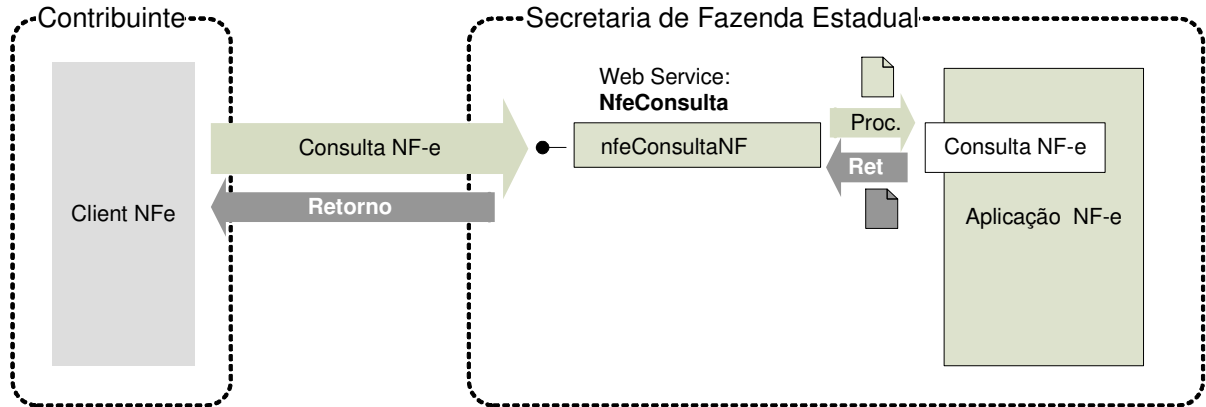 Contribuinte
Secretaria de Fazenda Estadual
Web Service:
NfeConsulta
Consulta NF-e
nfeConsultaNF
Proc.
Consulta NF-e
Ret
Client NFe
Retorno
Aplicação NF-e